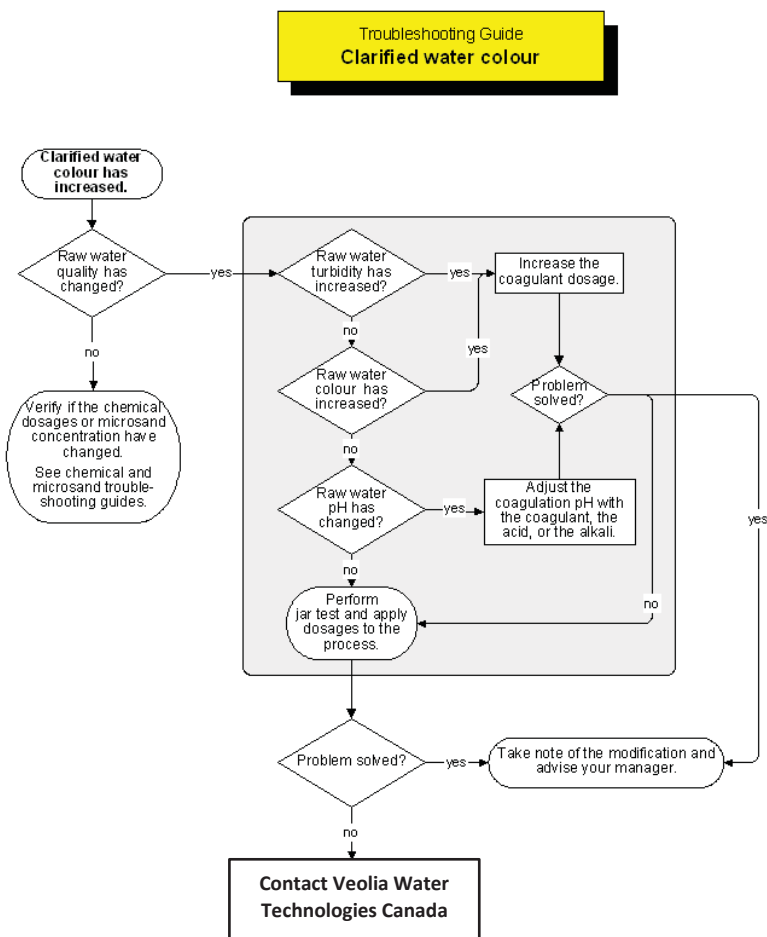 Troubleshooting Guide
Clarified water colour
Clarified water
colour has
increased.
Raw water
quality has
changed?
yes
Raw water
turbidity has
increased?
yes
Increase the
coagulant dosage.
no
no
yes
Raw water
colour has
increased?
Problem
solved?
yes
Verify if the chemical
dosages or microsand
concentration have
changed.
See chemical and
microsand trouble-
shooting guides.
no
Raw water
pH has
changed?
yes
Adjust the
coagulation pH with
the coagulant, the
acid, or the alkali.
no
no
Perform
jar test and apply
dosages to the
process.
Problem solved?
yes
Take note of the modification and
advise your manager.
no
Contact Veolia Water
Technologies Canada